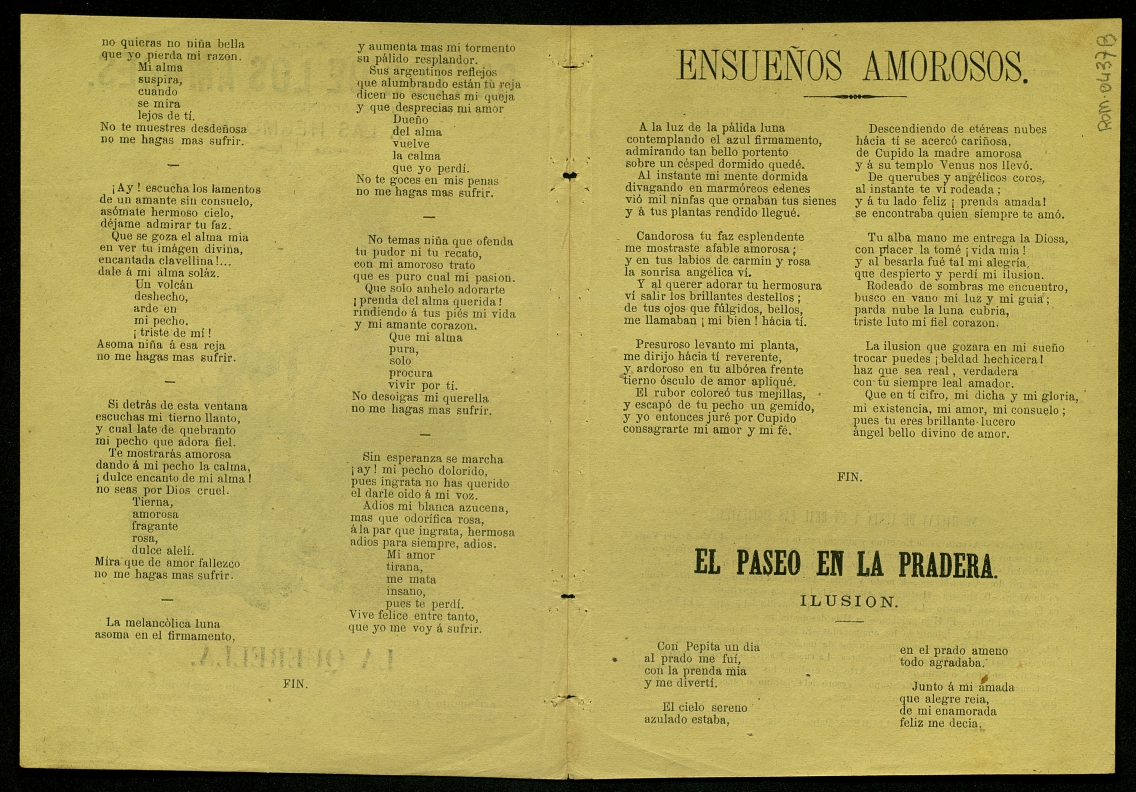 no quieras no niña bella
que yo pierda mi razon.
Mi alma
suspira,
cuando
se mira
lejos de tí.
No te muestres desdeñosa
no me hagas mas sufrir.
—
¡Ay! escucha los lamentos
de un amante sin consuelo,
asómate hermoso cielo,
déjame admirar tu faz.
Que se goza el alma mia
en ver tu imágen divina,
encantada clavellina!...
dale á mi alma soláz.
Un volcán
deshecho,
arde en
mi pecho.
¡triste de mí!
Asoma niña á esa reja
no me hagas mas sufrir.
—
Si detrás de esta ventana
escuchas mi tierno llanto,
y cual late de quebranto
mi pecho que adora fiel.
Te mostrarás amorosa
dando á mi pecho la calma,
¡dulce encanto de mi alma!
no seas por Dios cruel.
Tierna,
amorosa
fragante
rosa,
dulce alelí.
Mira que de amor fallezco
no me hagas mas sufrir.
—
La melancòlica luna
asoma en el firmamento,
y aumenta mas mi tormento
su pálido resplandor.
Sus argentinos reflejos
que alumbrando están tu reja
dicen no escuchas mi queja
y que desprecias mi amor
Dueño
del alma
vuelve
la calma
que yo perdí.
No te goces en mis penas
no me hagas mas sufrir.
—
No temas niña que ofenda
tu pudor ni tu recato,
con mi amoroso trato
que es puro cual mi pasion.
Que solo anhelo adorarte
¡prenda del alma querida!
rindiendo á tus piés mi vida
y mi amante corazon.
Que mi alma
pura,
solo
procura
vivir por tí.
No desoigas mi querella
no me hagas mas sufrir.
—
Sin esperanza se marcha
¡ay! mi pecho dolorido,
pues ingrata no has querido
el darle oido á mi voz.
Adios mi blanca azucena,
mas que odorífica rosa,
á la par que ingrata, hermosa
adios para siempre, adios.
Mi amor
tirana,
me mata
insano,
pues te perdí.
Vive felice entre tanto,
que yo me voy á sufrir.
FIN.
ENSUEÑOS AMOROSOS.
A la luz de la pálida luna
contemplando el azul firmamento,
admirando tan bello portento
sobre un césped dormido quedé.
Al instante mi mente dormida
divagando en marmóreos edenes
vió mil ninfas que ornaban tus sienes
y á tus plantas rendido llegué.
Candorosa tu faz esplendente
me mostraste afable amorosa;
y en tus labios de carmin y rosa
la sonrisa angélica ví.
Y al querer adorar tu hermosura
ví salir los brillantes destellos;
de tus ojos que fúlgidos, bellos,
me llamaban ¡mi bien! hácia tí.
Presuroso levanto mi planta,
me dirijo hácia tí reverente,
y ardoroso en tu albórea frente
tierno ósculo de amor apliqué.
El rubor coloreó tus mejillas,
y escapó de tu pecho un gemido,
y yo entonces juré por Cupido
consagrarte mi amor y mi fé.
Descendiendo de etéreas nubes
hácia tí se acercó cariñosa,
de Cupido la madre amorosa
y á su templo Venus nos llevó.
De querubes y angélicos coros,
al instante te ví rodeada;
y á tu lado feliz ¡prenda amada!
se encontraba quien siempre te amó.
Tu alba mano me entrega la Diosa,
con placer la tomé ¡vida mia!
y al besarla fué tal mi alegría,
que despierto y perdí mi ilusion.
Rodeado de sombras me encuentro,
busco en vano mi luz y mi guia;
parda nube la luna cubria,
triste luto mi fiel corazon.
La ilusion que gozara en mi sueño
trocar puedes ¡beldad hechicera!
haz que sea real, verdadera
con tu siempre leal amador.
Que en tí cifro, mi dicha y mi gloria,
mi existencia, mi amor, mi consuelo;
pues tu eres brillante lucero
ángel bello divino de amor.
FIN.
EL PASEO EN LA PRADERA.
ILUSION.
Con Pepita un dia
al prado me fuí,
con la prenda mia
y me divertí.
El cielo sereno
azulado estaba,
en el prado ameno
todo agradaba.
Junto á mi amada
que alegre reia,
de mi enamorada
feliz me decia.
ROM-0437B